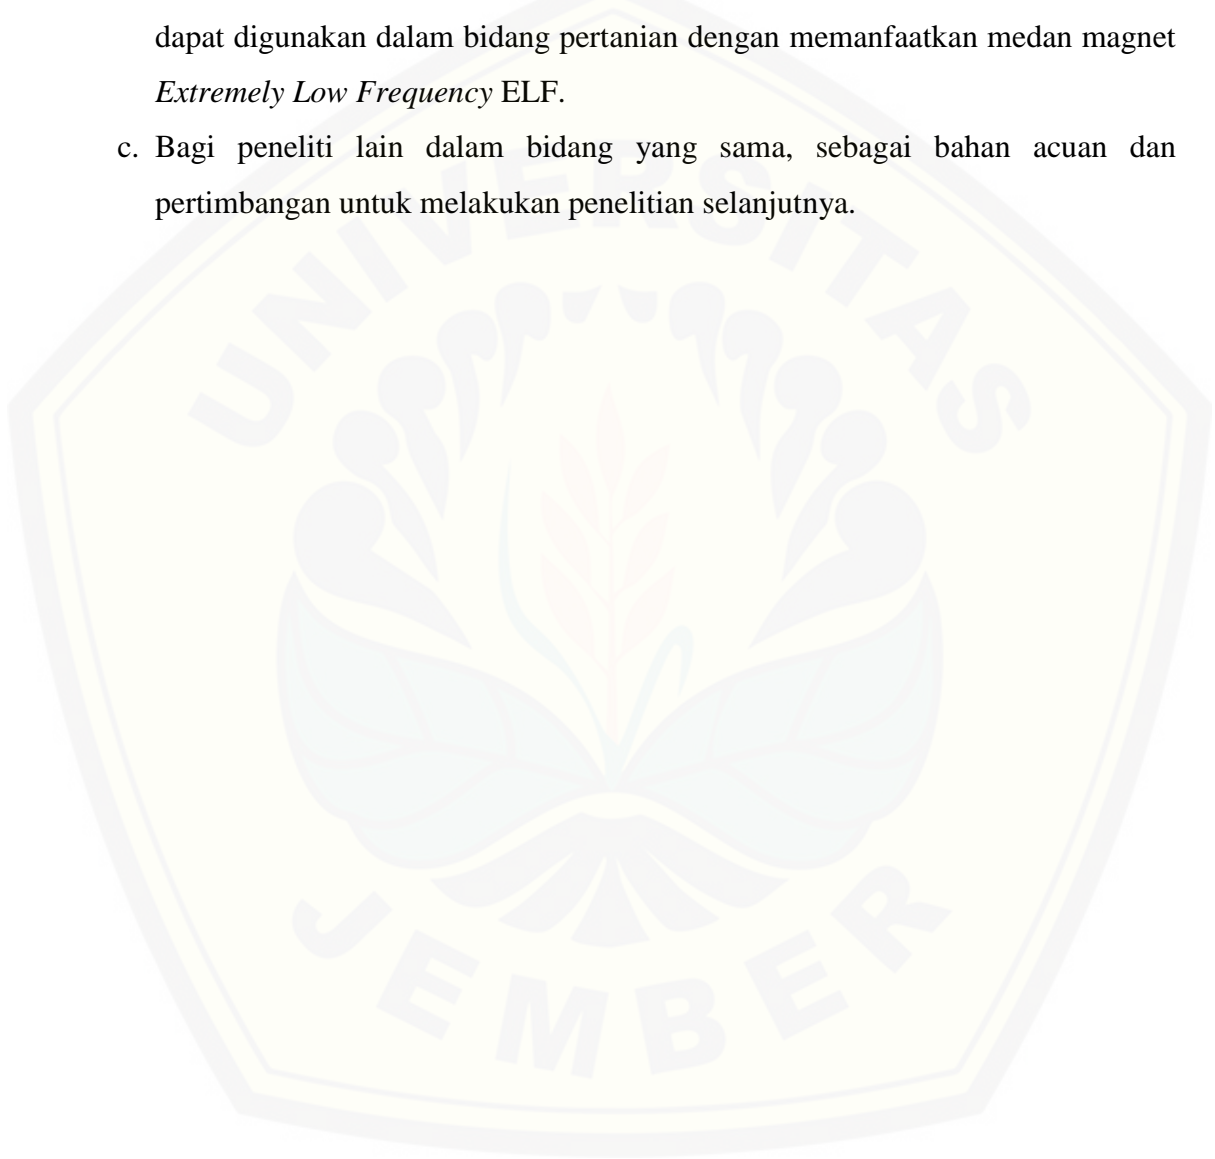 dapat digunakan dalam bidang pertanian dengan memanfaatkan medan magnet
Extremely Low Frequency ELF.
c. Bagi peneliti lain dalam bidang yang sama, sebagai bahan acuan dan
pertimbangan untuk melakukan penelitian selanjutnya.
UNIVERSITAS
JEMBER